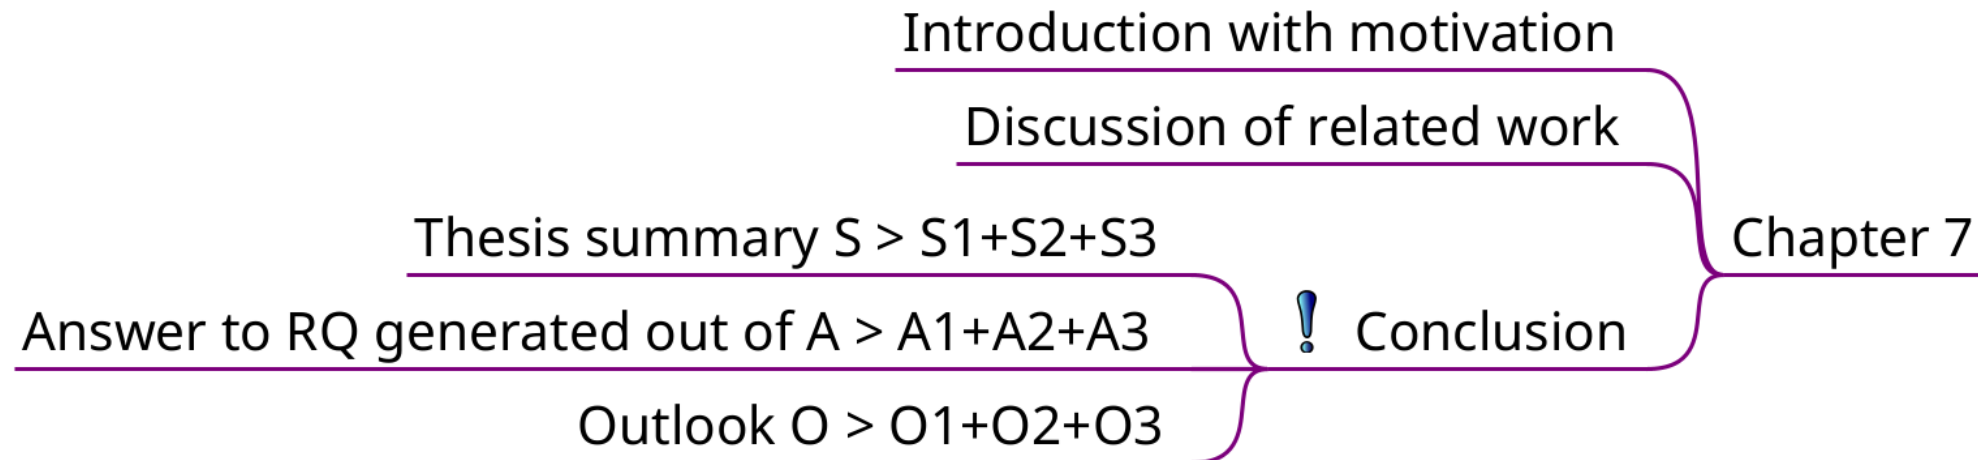 Introduction with motivation
Discussion of related work
Chapter 7
Thesis summary S > S1+S2+S3
Conclusion
Answer to RQ generated out of A > A1+A2+A3
Outlook O > O1+O2+O3